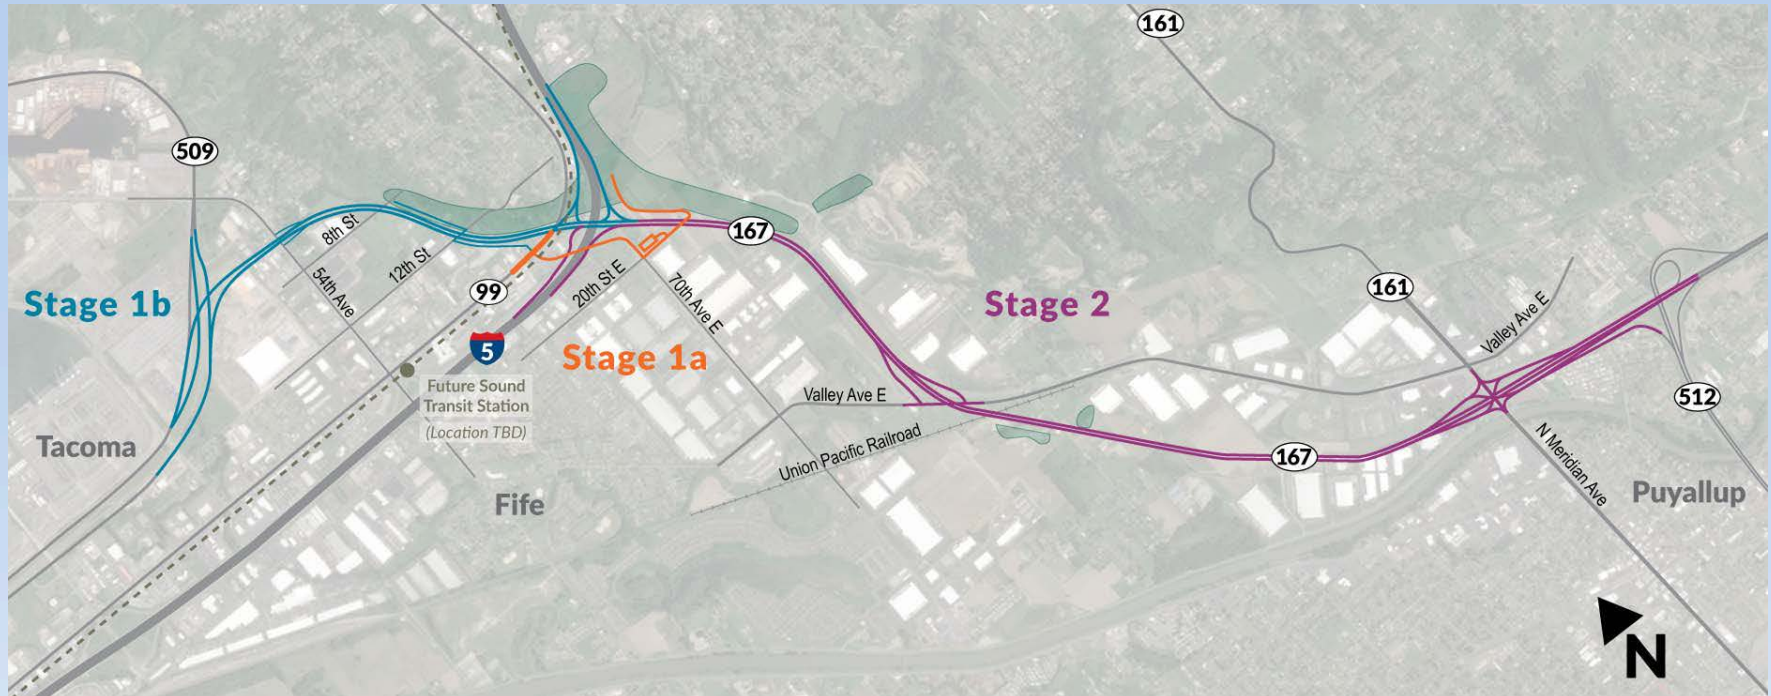 161
509
8th St
12th St
54th Ave
167
99
20th St E
70th Ave E
Stage 1b
Stage 2
161
Valley Ave E
5
Stage 1a
Future Sound
Transit Station
(Location TBD)
Valley Ave E
512
Tacoma
Union Pacific Railroad
167
N Meridian Ave
Fife
Puyallup
N